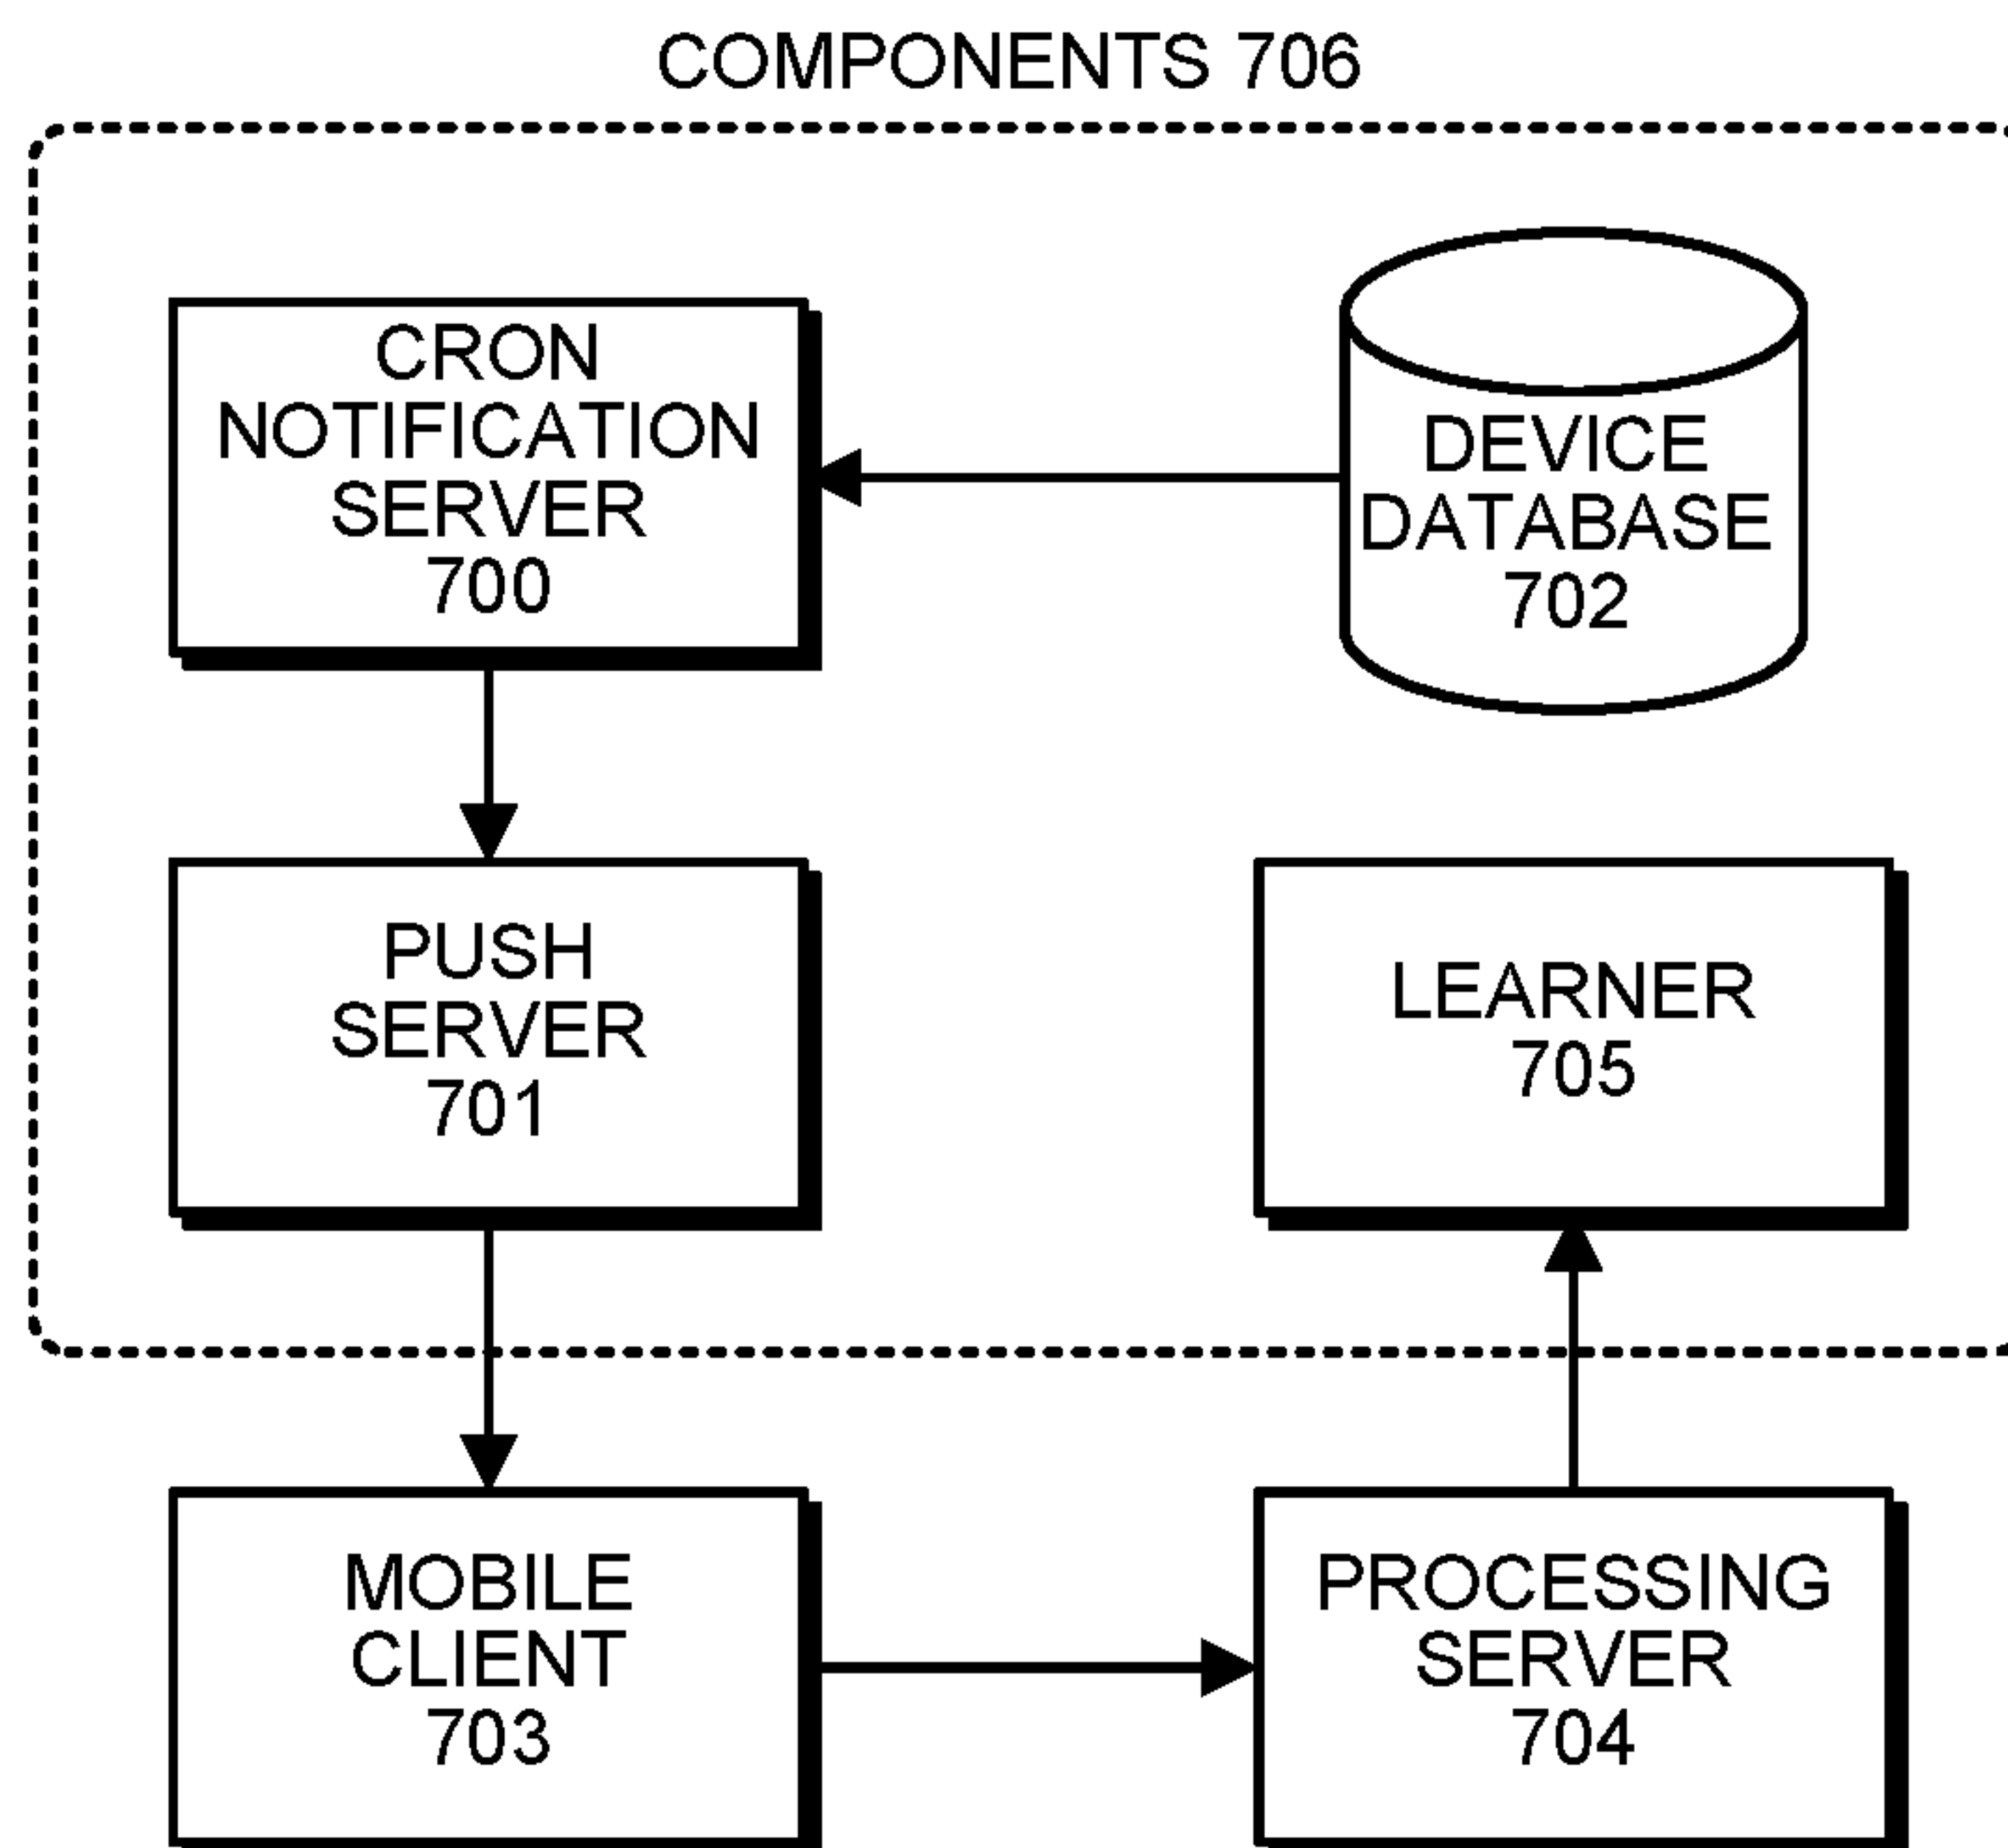 COMPONENTS 706
CRON
NOTIFICATION
SERVER
700
DEVICE
DATABASE
702
PUSH
SERVER
701
LEARNER
705
MOBILE
CLIENT
703
PROCESSING
SERVER
704